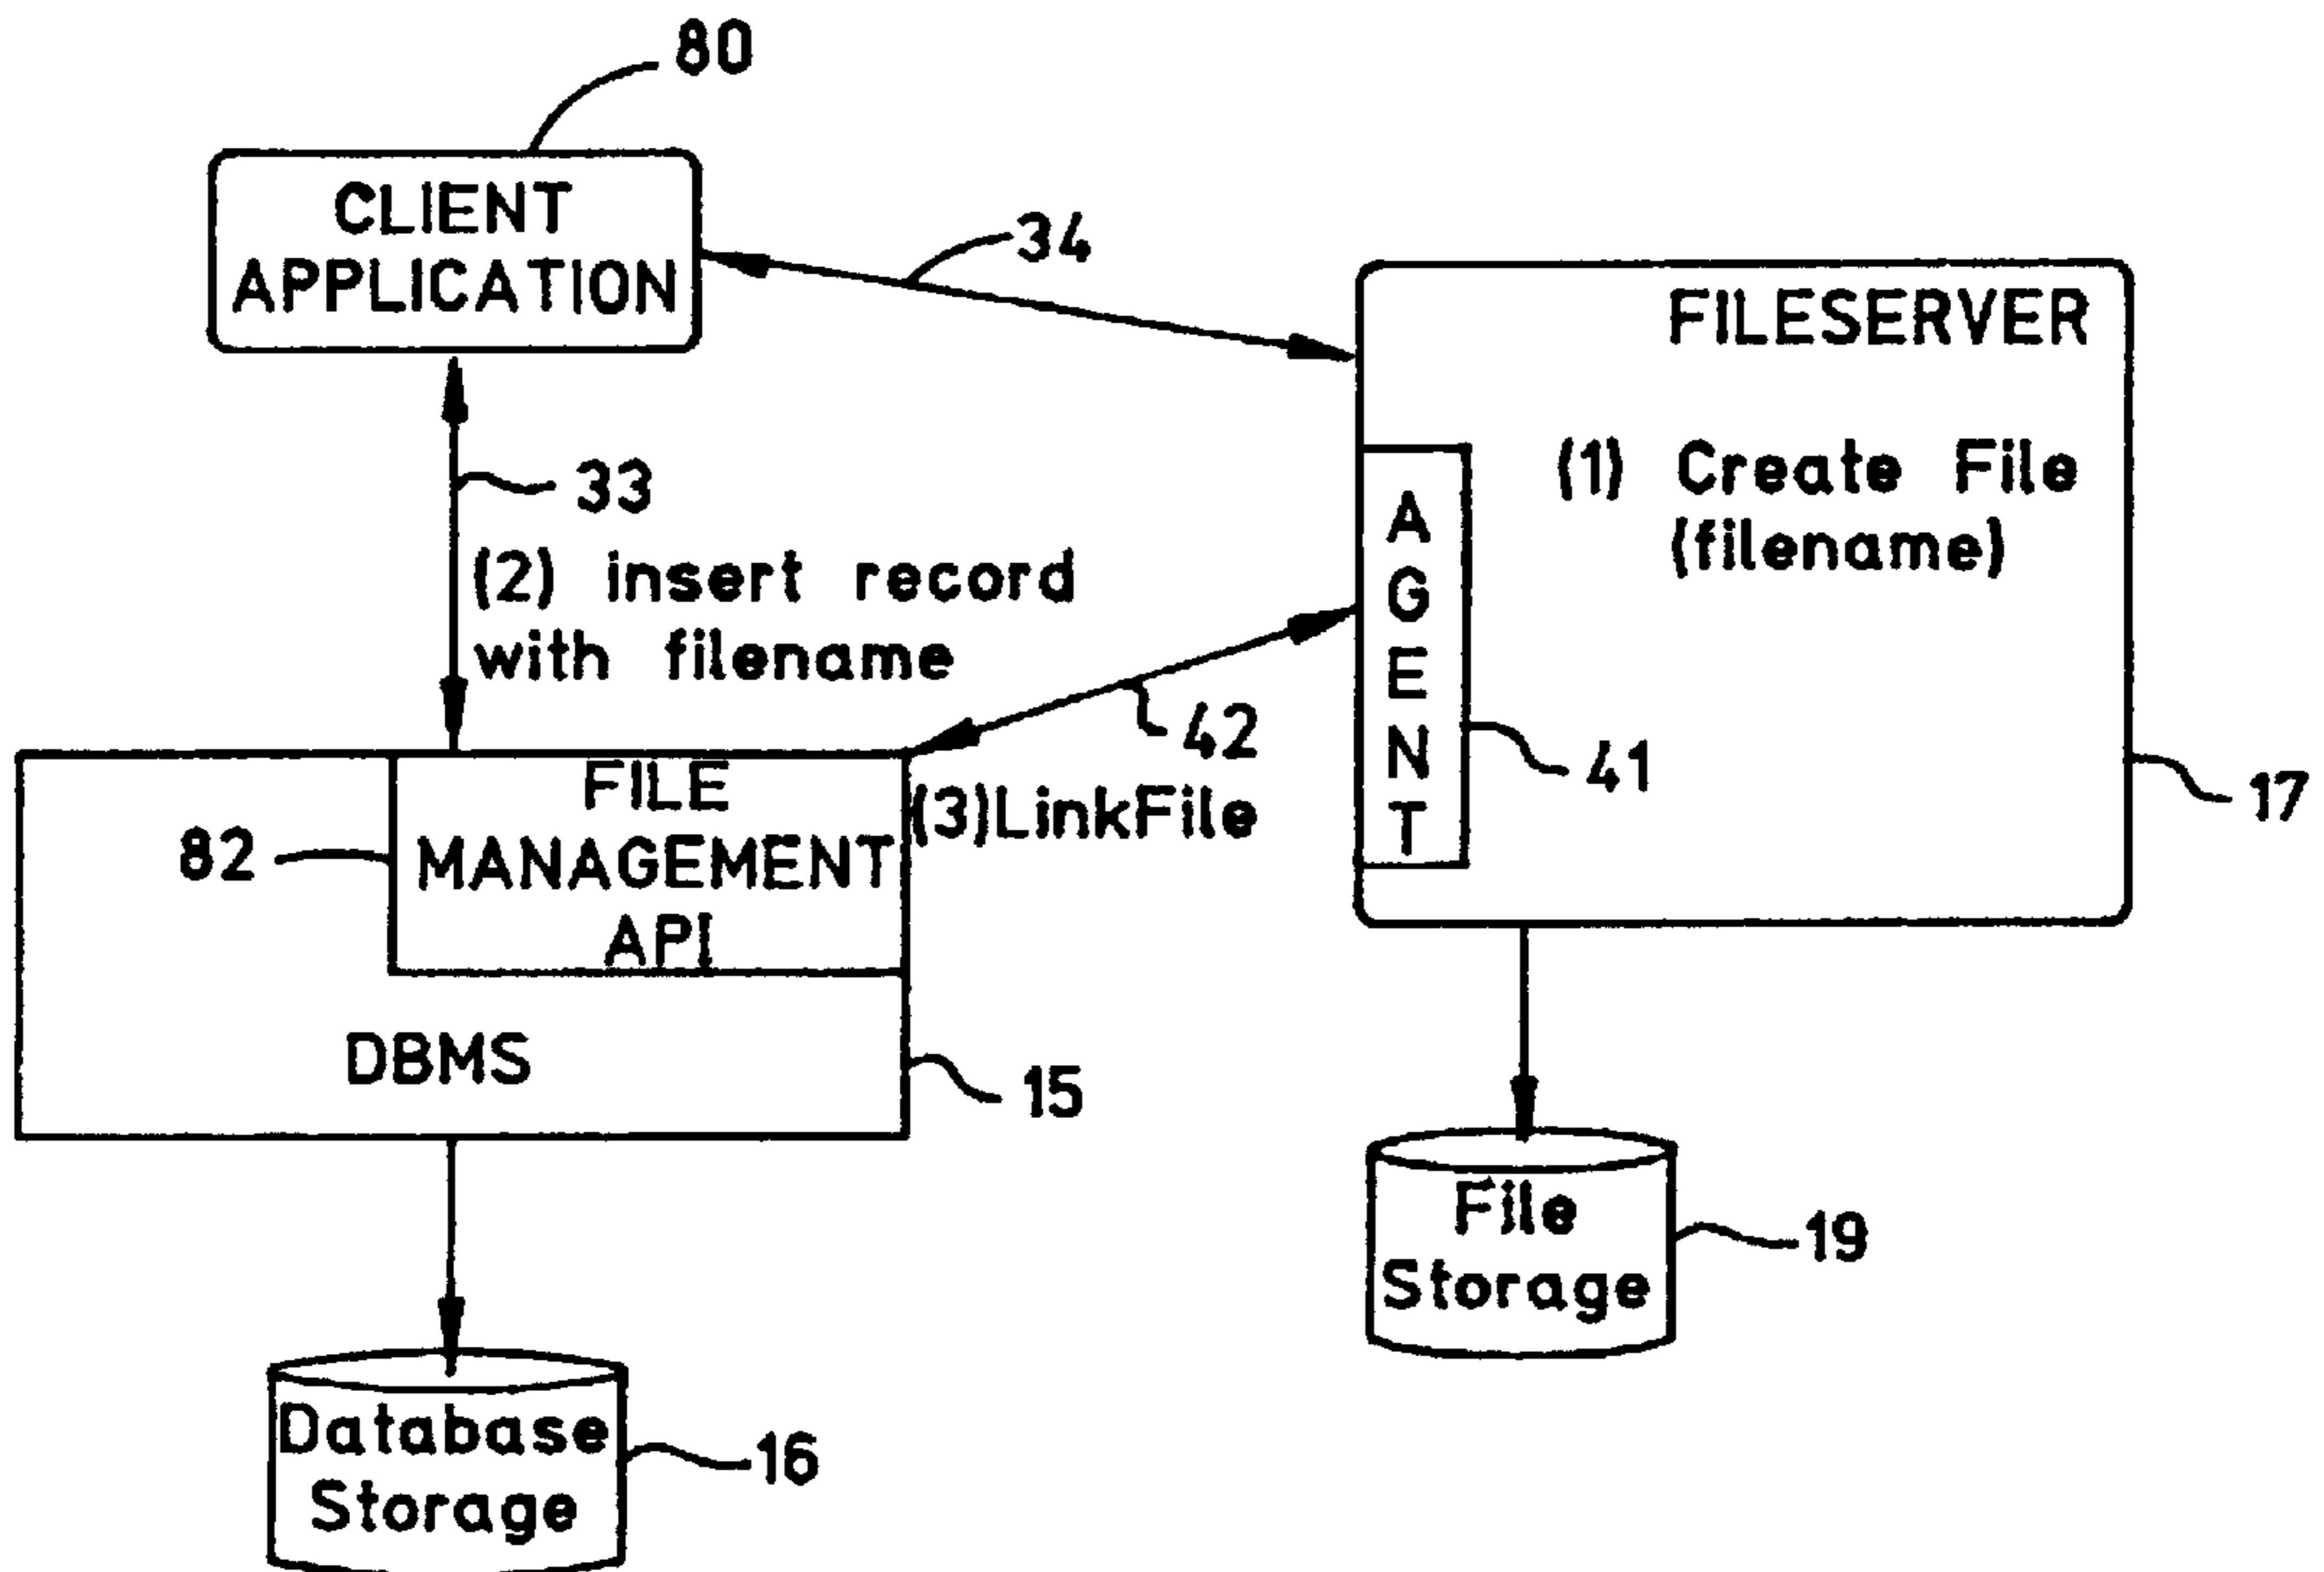 80
CLIENT
APPLICATION
34
FILESERVER
(1) Create File
(filename)
33
(2) insert record
with filename
AGENT
42
41
17
FILE
MANAGEMENT
API
(3)LinkFile
82
DBMS
15
File
Storage
19
Database
Storage
16